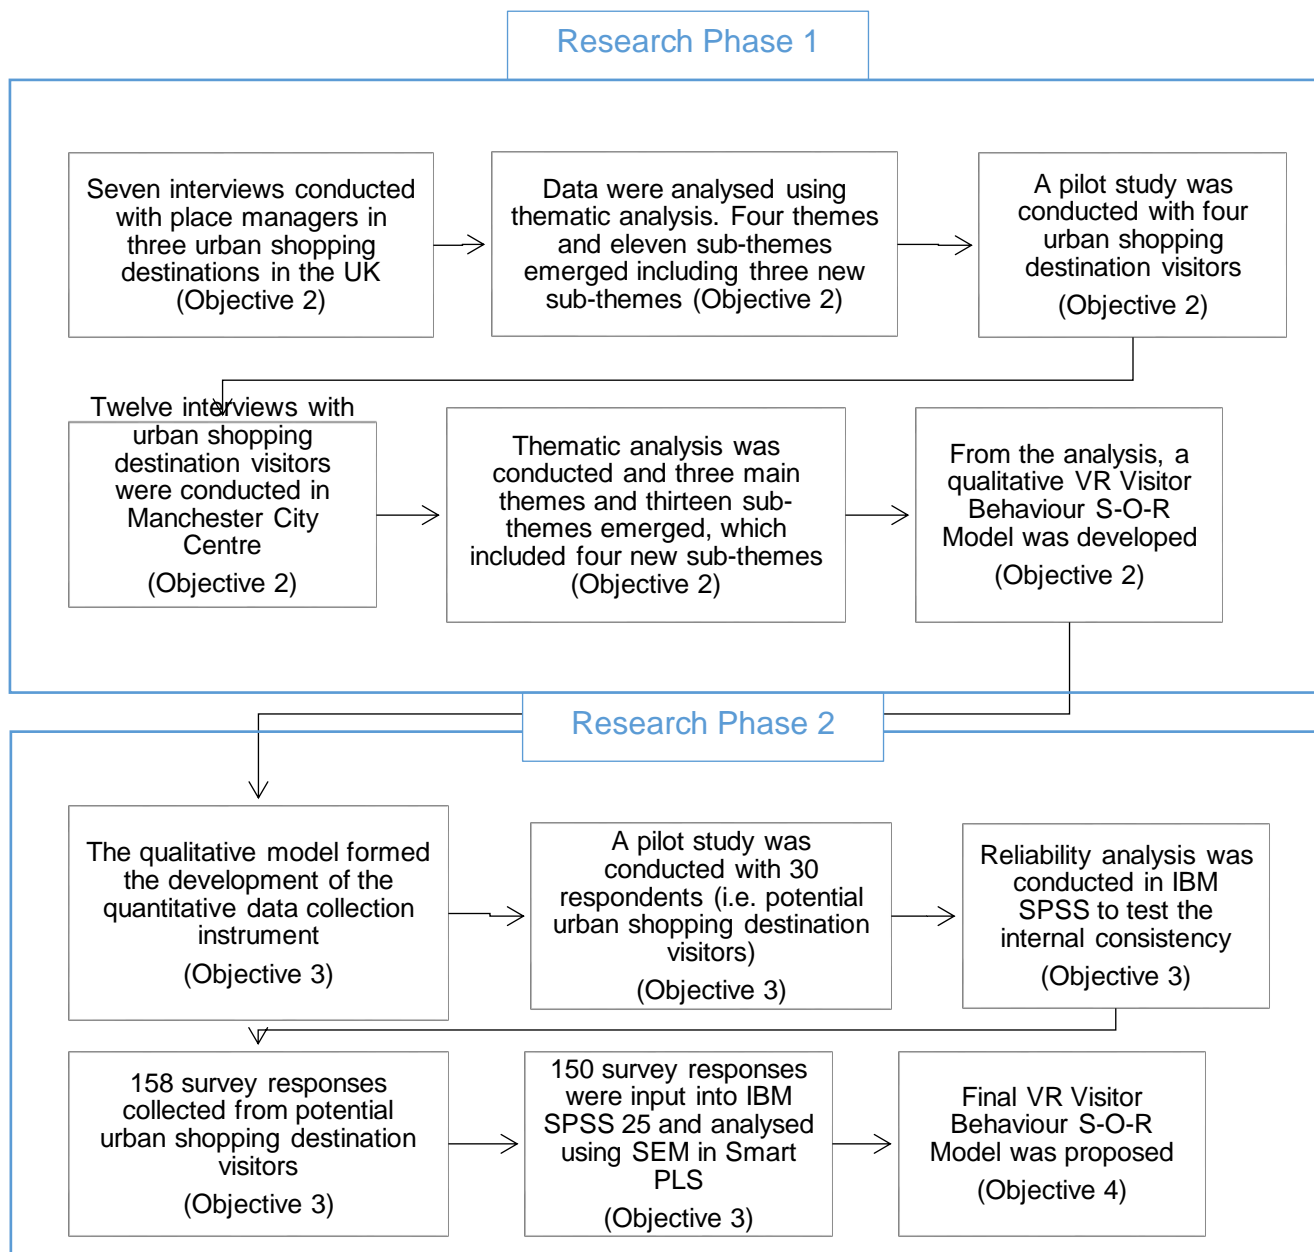 Research Phase 1
Seven interviews conducted
with place managers in
three urban shopping
destinations in the UK
(Objective 2)
Data were analysed using
thematic analysis. Four themes
and eleven sub-themes
emerged including three new
sub-themes (Objective 2)
A pilot study was
conducted with four
urban shopping
destination visitors
(Objective 2)
Twelve interviews with
urban shopping
destination visitors
were conducted in
Manchester City
Centre
(Objective 2)
Thematic analysis was
conducted and three main
themes and thirteen sub-
themes emerged, which
included four new sub-themes
(Objective 2)
From the analysis, a
qualitative VR Visitor
Behaviour S-O-R
Model was developed
(Objective 2)
Research Phase 2
The qualitative model formed
the development of the
quantitative data collection
instrument
(Objective 3)
A pilot study was
conducted with 30
respondents (i.e. potential
urban shopping destination
visitors)
(Objective 3)
Reliability analysis was
conducted in IBM
SPSS to test the
internal consistency
(Objective 3)
158 survey responses
collected from potential
urban shopping destination
visitors
(Objective 3)
150 survey responses
were input into IBM
SPSS 25 and analysed
using SEM in Smart
PLS
(Objective 3)
Final VR Visitor
Behaviour S-O-R
Model was proposed
(Objective 4)